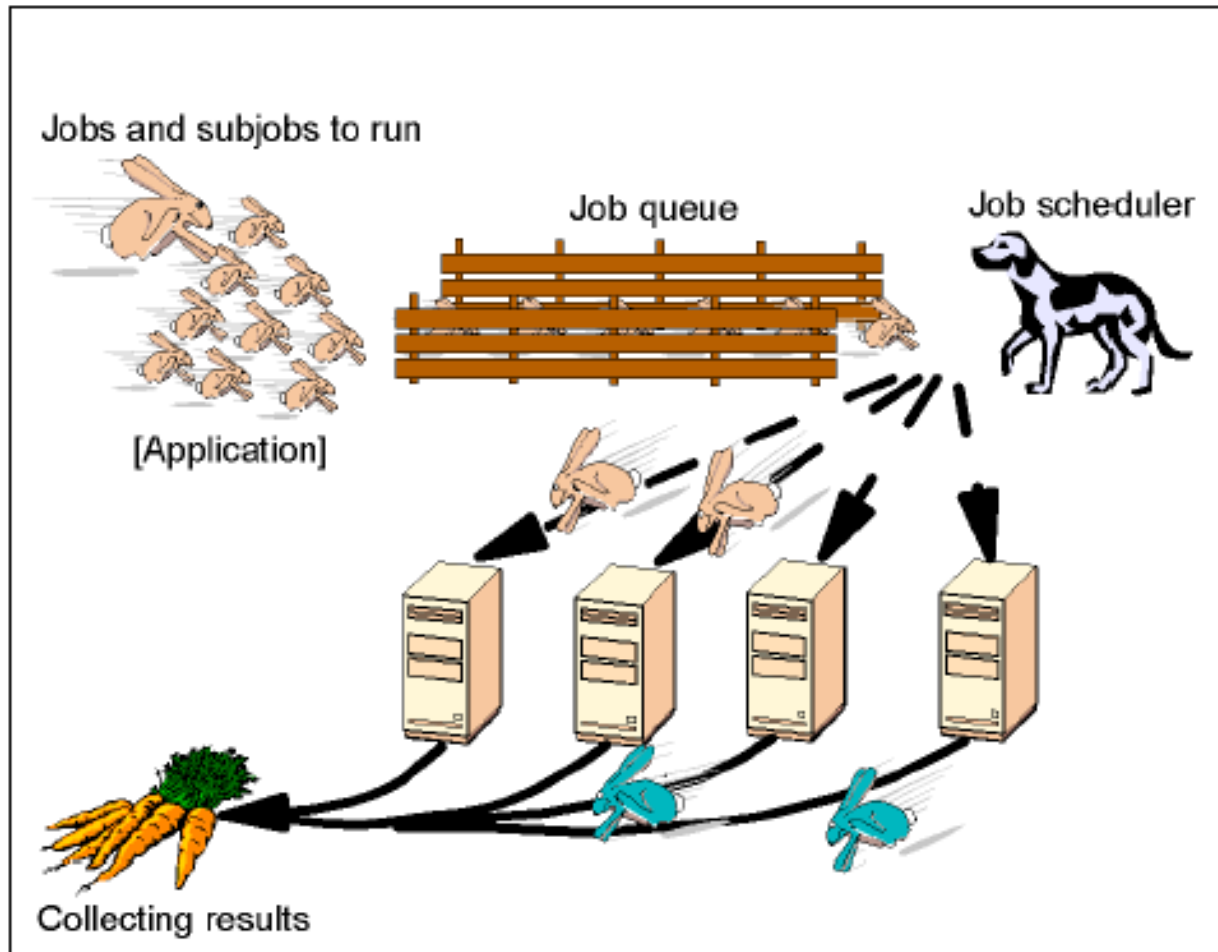 Jobs and subjobs to run
Job queue
Job scheduler
[Application]
Collecting results